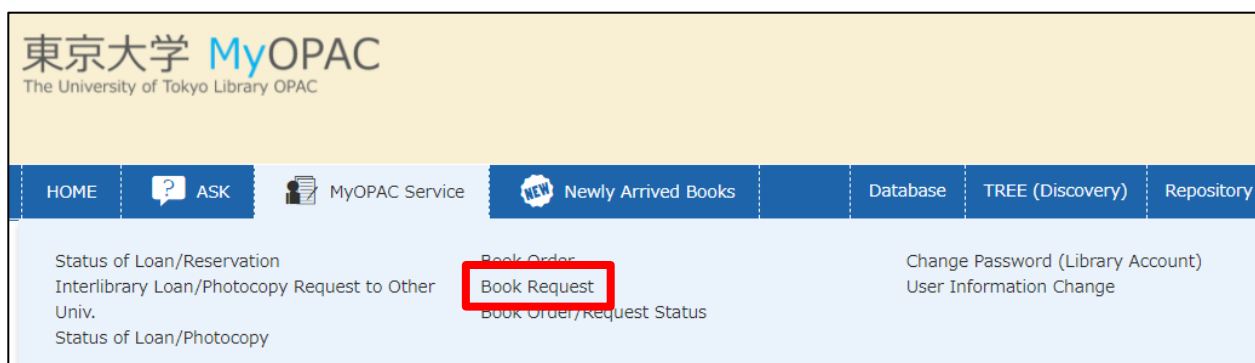 東京大学 MyOPAC
The University of Tokyo Library OPAC
HOME
? ASK
MyOPAC Service
NEW Newly Arrived Books
Database
TREE (Discovery)
Repository
Status of Loan/Reservation
Interlibrary Loan/Photocopy Request to Other
Univ.
Status of Loan/Photocopy
Book Order
Book Request
Book Order/Request Status
Change Password (Library Account)
User Information Change